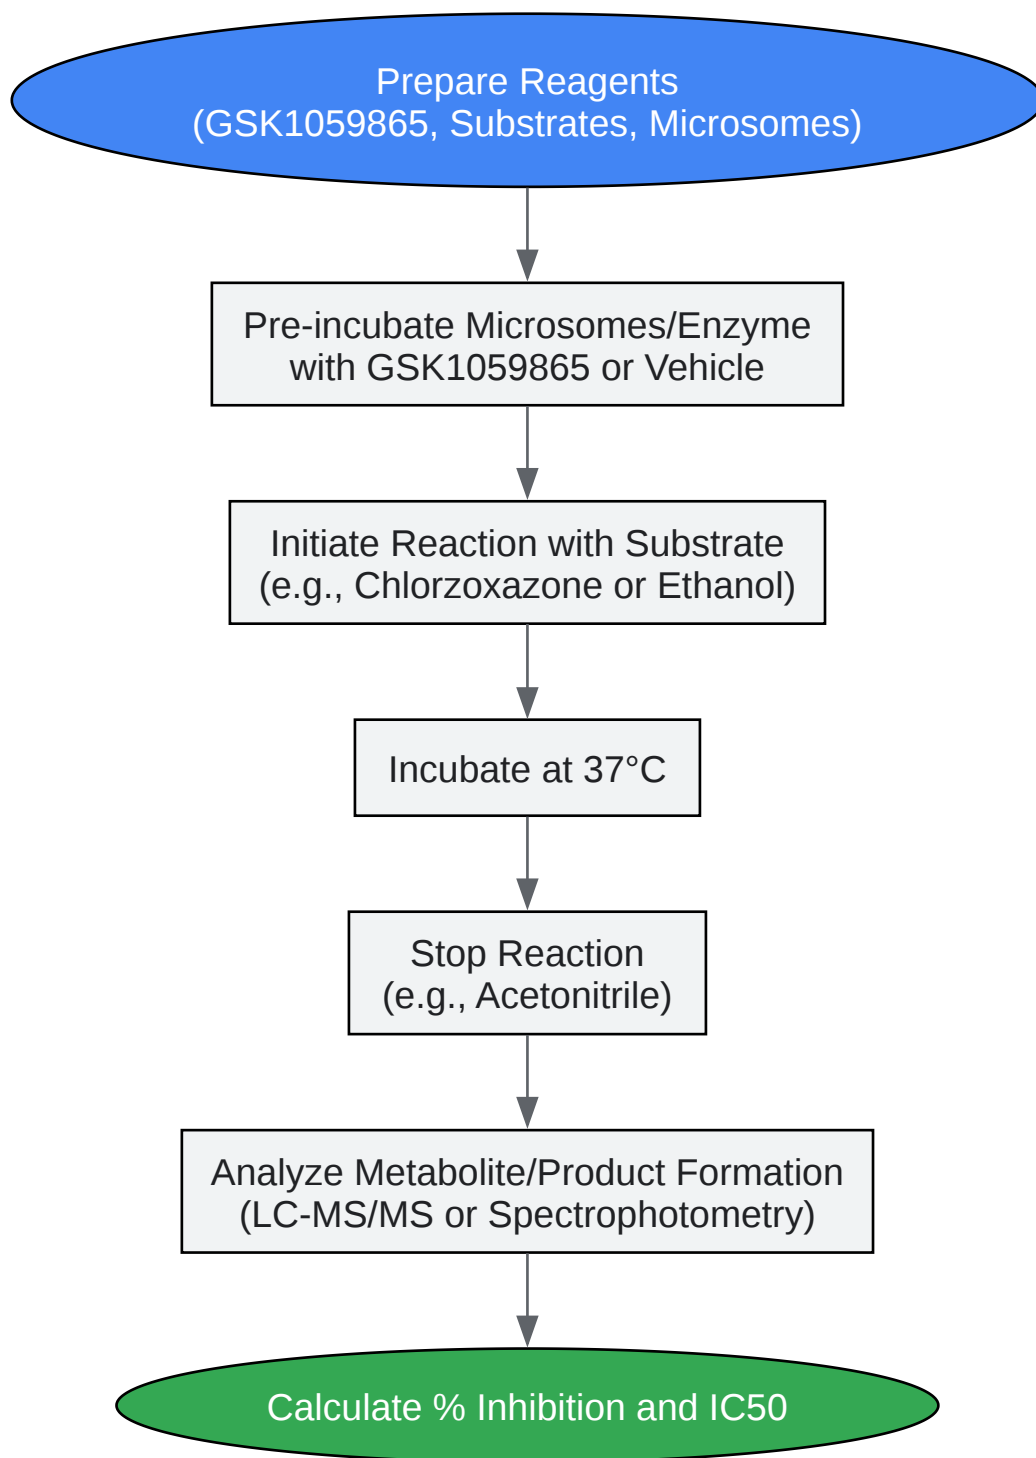 Prepare Reagents
(GSK1059865, Substrates, Microsomes)
Pre-incubate Microsomes/Enzyme
with GSK1059865 or Vehicle
Initiate Reaction with Substrate
(e.g., Chlorzoxazone or Ethanol)
Incubate at 37°C
Stop Reaction
(e.g., Acetonitrile)
Analyze Metabolite/Product Formation
(LC-MS/MS or Spectrophotometry)
Calculate % Inhibition and IC50